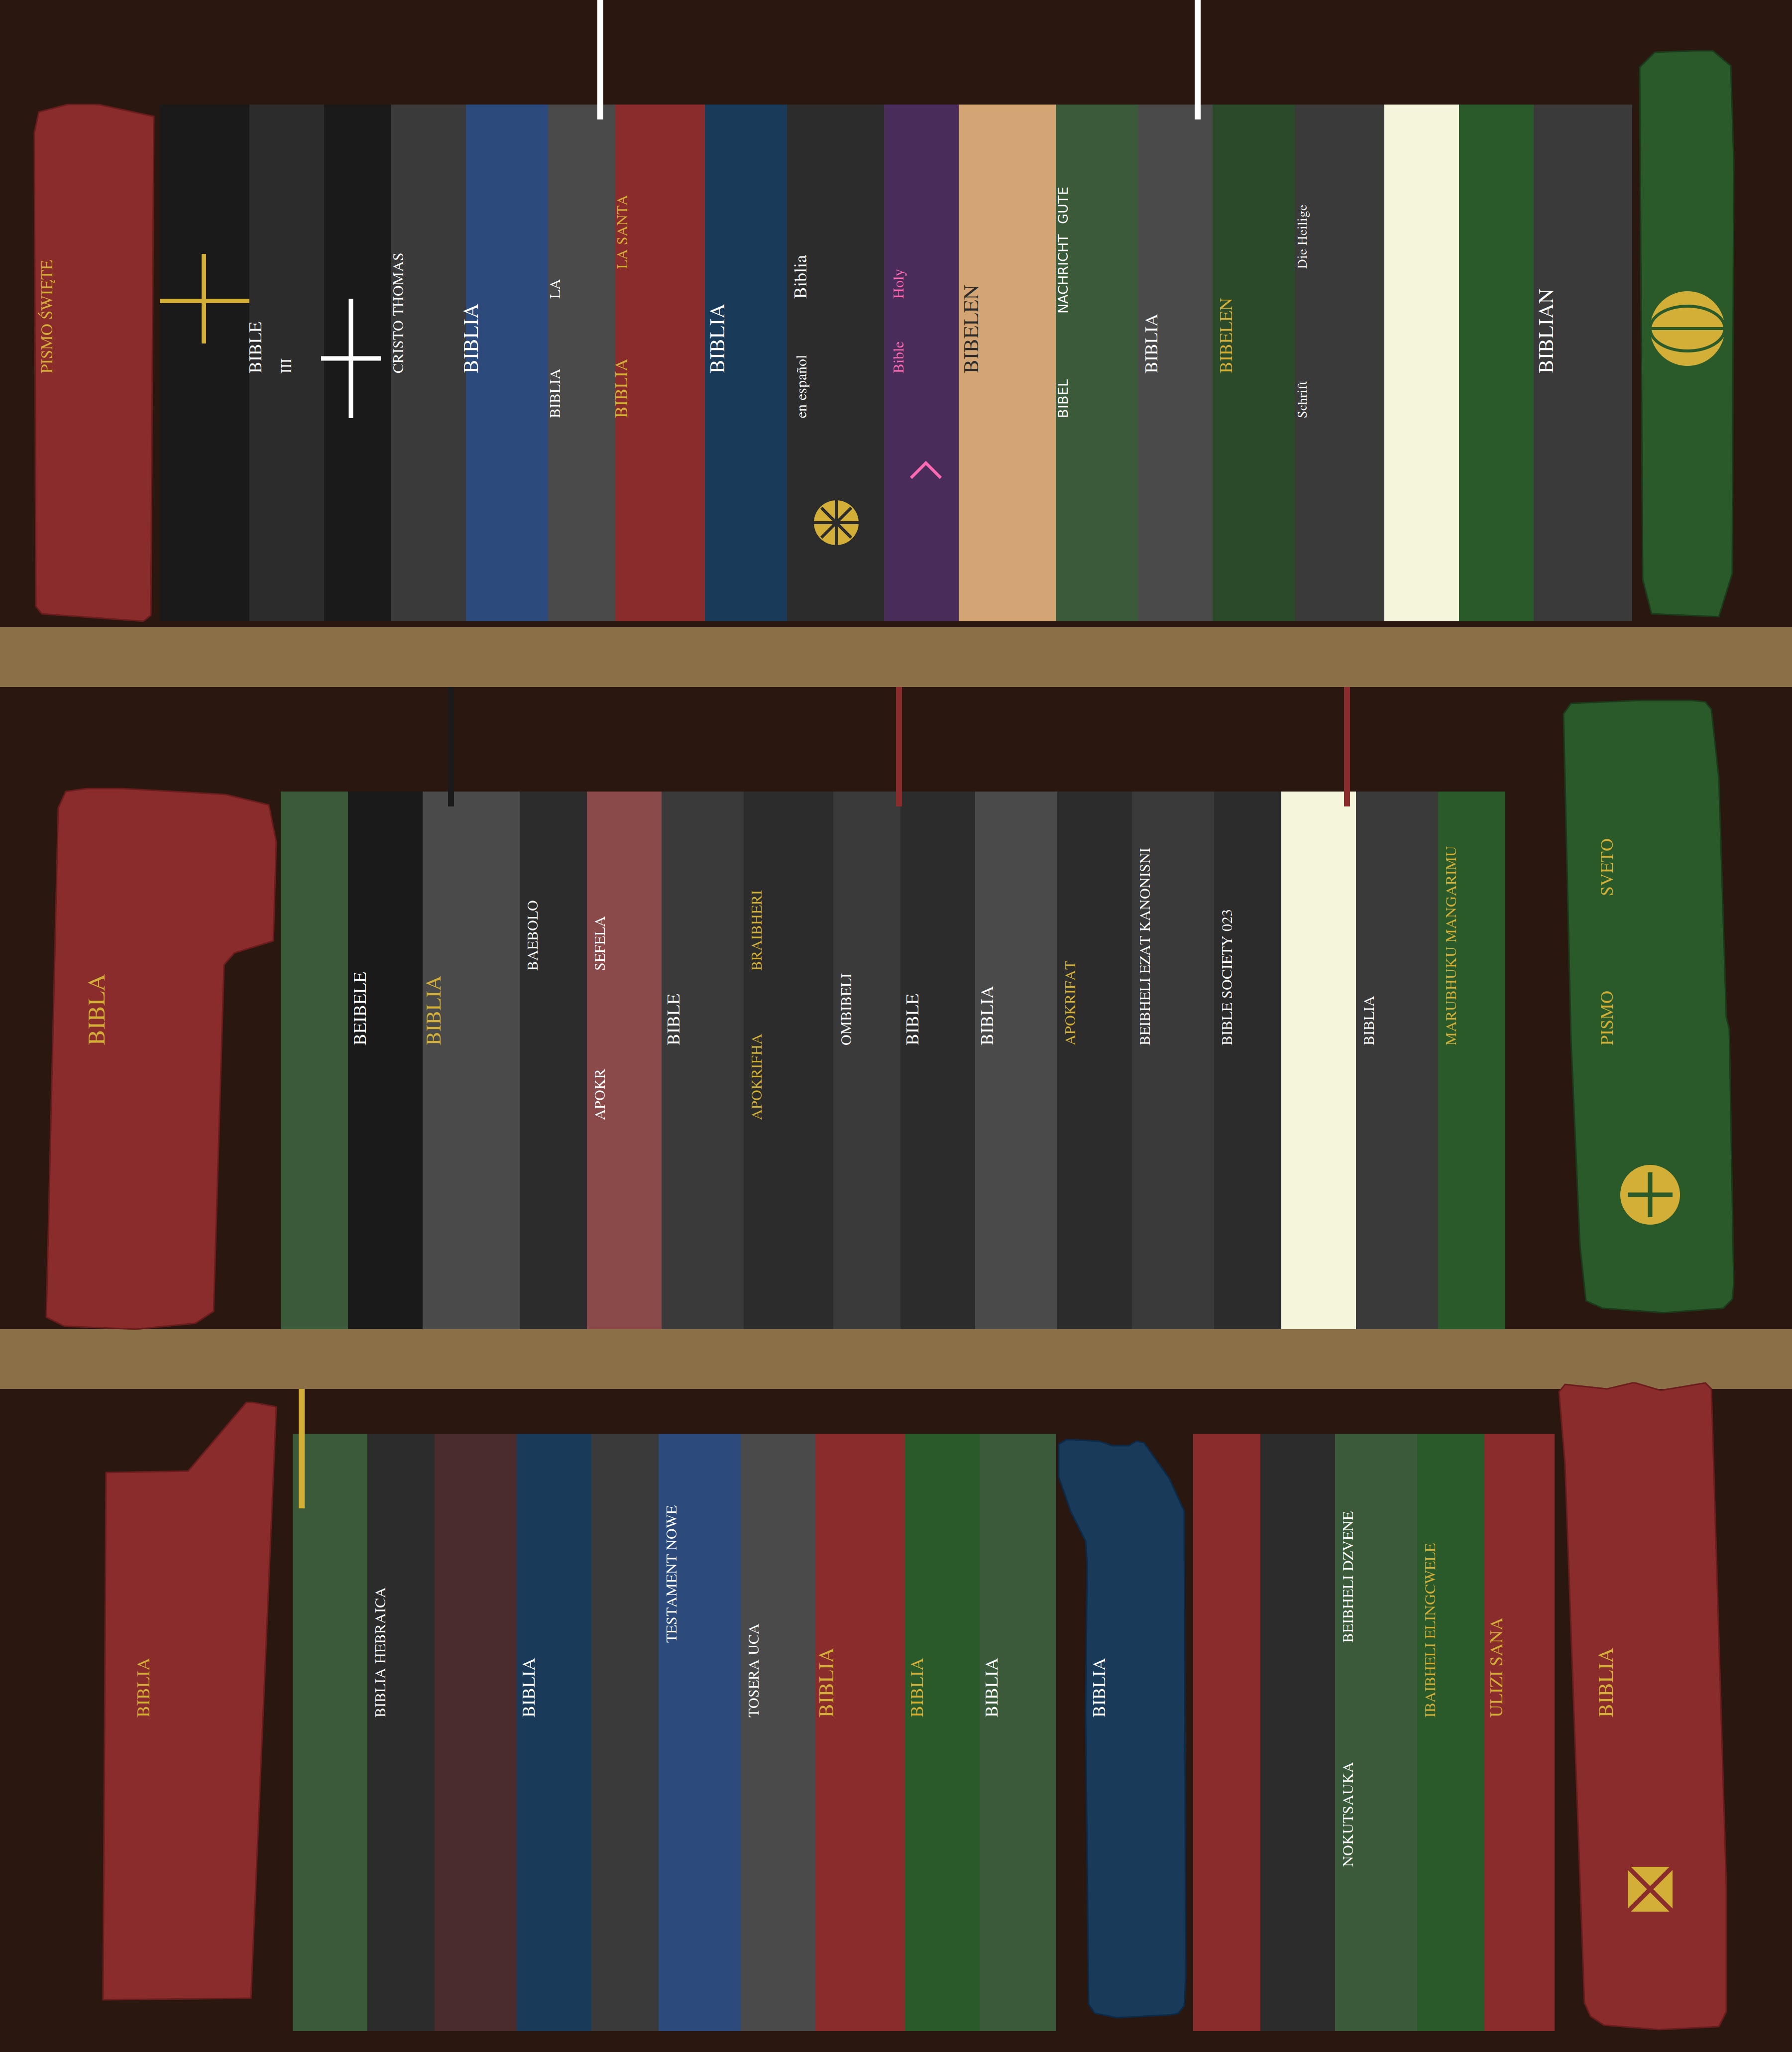 PISMO ŚWIĘTE
BIBLE
III
CRISTO THOMAS
BIBLIA
LA
BIBLIA
LA SANTA
BIBLIA
BIBLIA
Biblia
en español
Holy
Bible
BIBELEN
GUTE
NACHRICHT
BIBEL
BIBLIA
BIBELEN
Die Heilige
Schrift
BIBLIAN
BIBLA
BEIBELE
BIBLIA
BAEBOLO
SEFELA
APOKR
BIBLE
BRAIBHERI
APOKRIFHA
OMBIBELI
BIBLE
BIBLIA
APOKRIFAT
BEIBHELI EZAT KANONISNI
BIBLE SOCIETY 023
BIBLIA
MARUBHUKU MANGARIMU
SVETO
PISMO
BIBLIA
BIBLIA HEBRAICA
BIBLIA
TESTAMENT NOWE
TOSERA UCA
BIBLIA
BIBLIA
BIBLIA
BIBLIA
BEIBHELI DZVENE
NOKUTSAUKA
IBAIBHELI ELINGCWELE
ULIZI SANA
BIBLIA